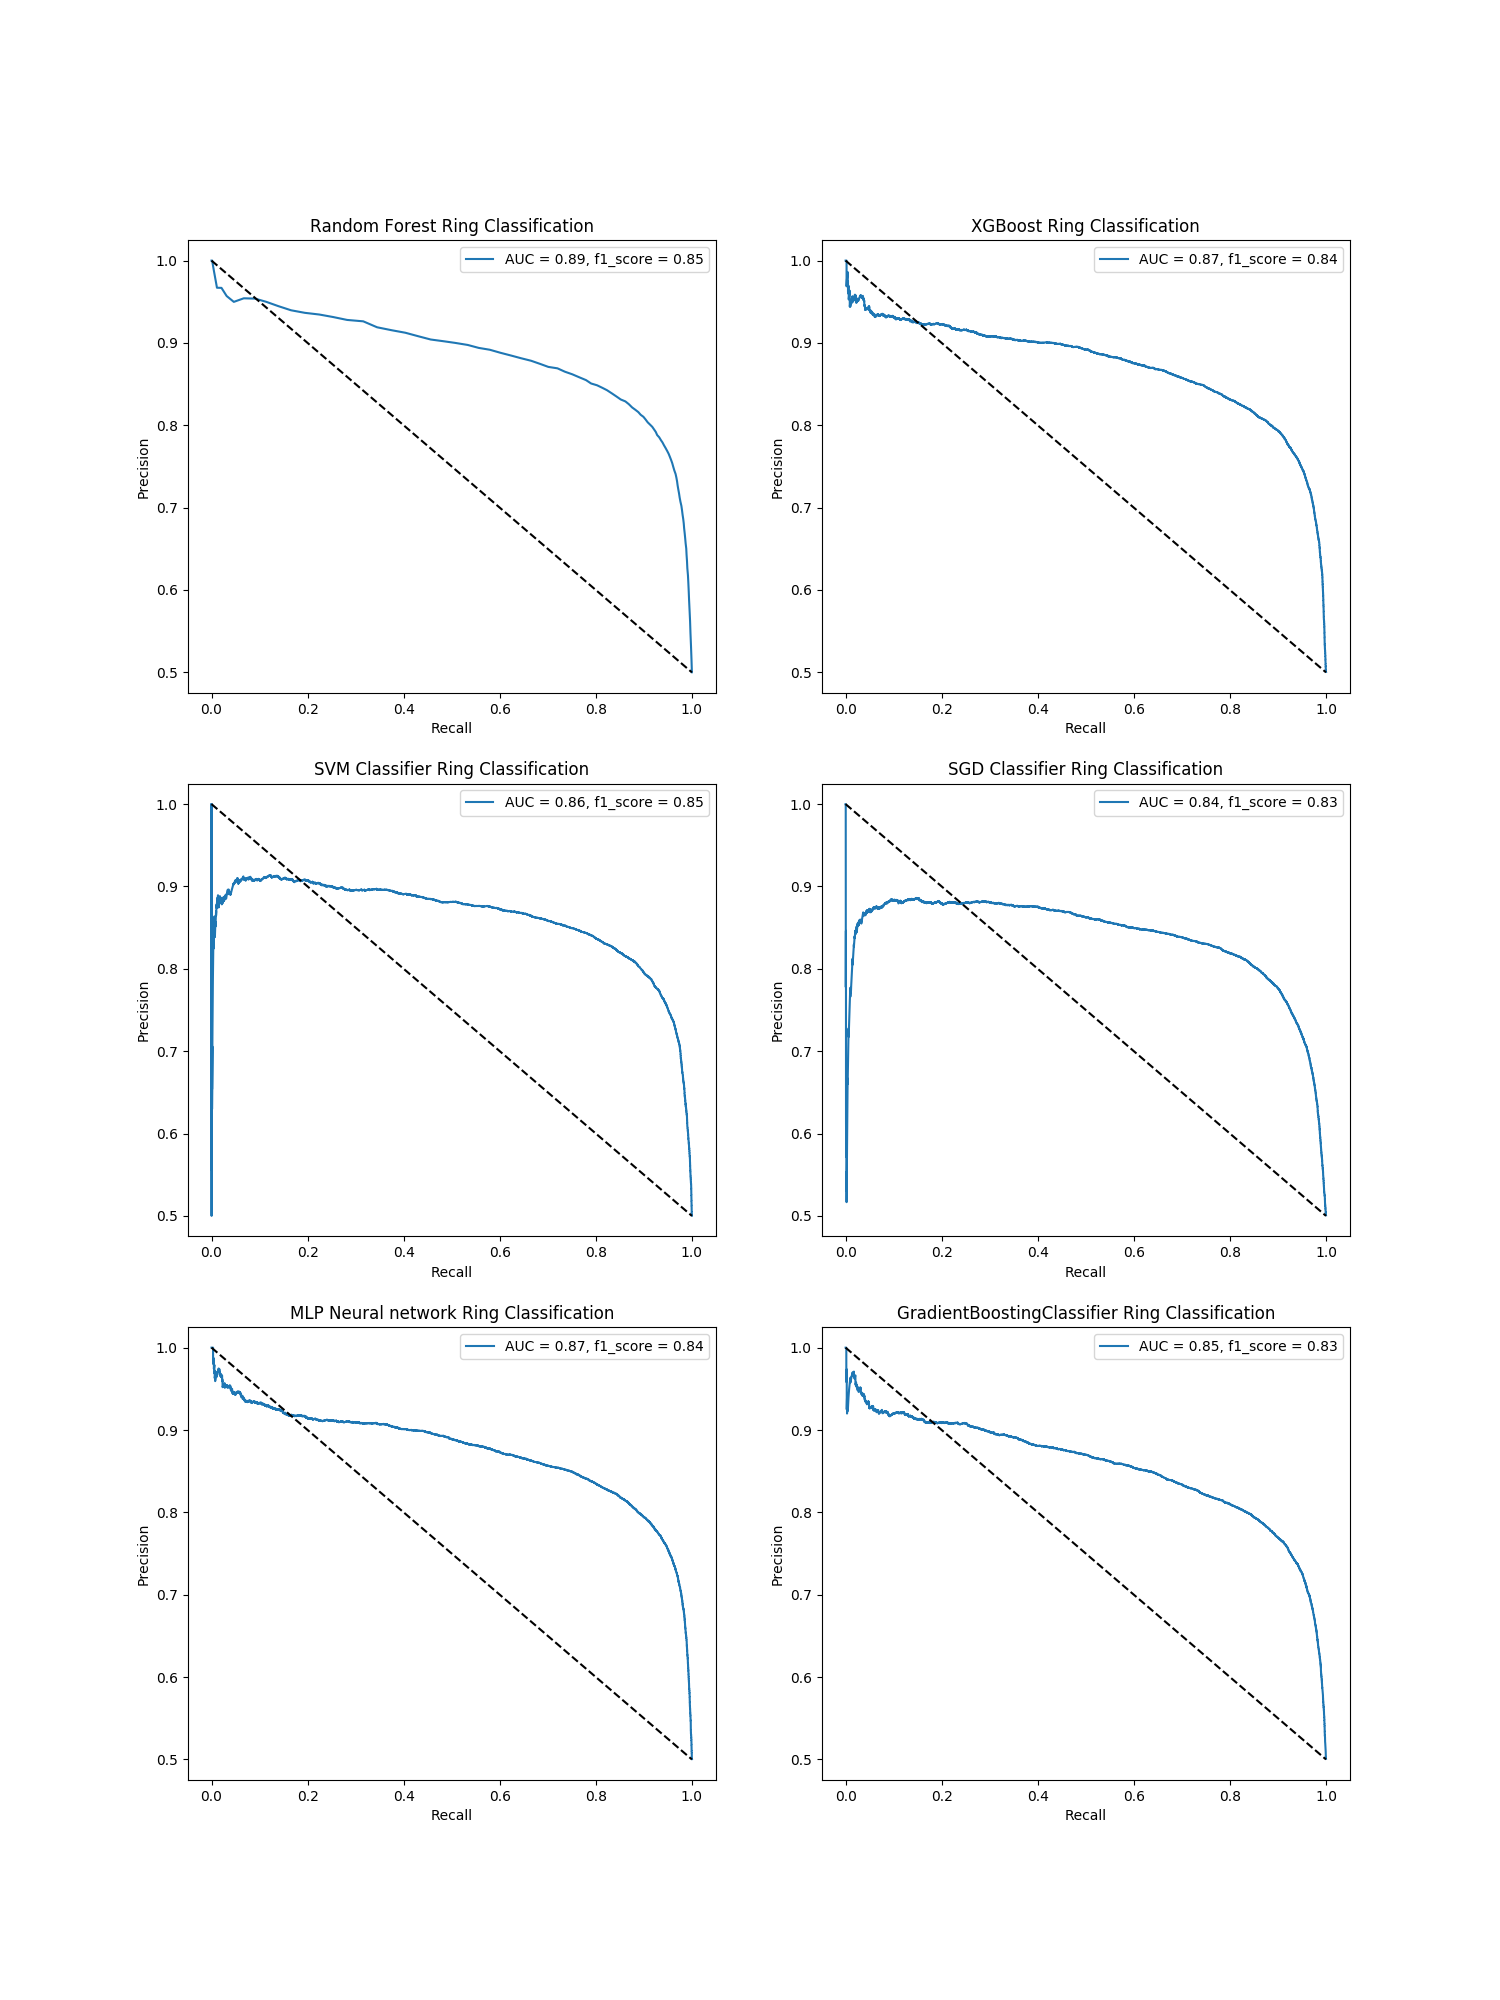 Random Forest Ring Classification
AUC = 0.89, f1_score = 0.85
1.0
0.9
0.8
0.7
0.6
0.5
Precision
0.0 0.2 0.4 0.6 0.8 1.0
Recall
XGBoost Ring Classification
AUC = 0.87, f1_score = 0.84
1.0
0.9
0.8
0.7
0.6
0.5
Precision
0.0 0.2 0.4 0.6 0.8 1.0
Recall
SVM Classifier Ring Classification
AUC = 0.86, f1_score = 0.85
1.0
0.9
0.8
0.7
0.6
0.5
Precision
0.0 0.2 0.4 0.6 0.8 1.0
Recall
SGD Classifier Ring Classification
AUC = 0.84, f1_score = 0.83
1.0
0.9
0.8
0.7
0.6
0.5
Precision
0.0 0.2 0.4 0.6 0.8 1.0
Recall
MLP Neural network Ring Classification
AUC = 0.87, f1_score = 0.84
1.0
0.9
0.8
0.7
0.6
0.5
Precision
0.0 0.2 0.4 0.6 0.8 1.0
Recall
GradientBoostingClassifier Ring Classification
AUC = 0.85, f1_score = 0.83
1.0
0.9
0.8
0.7
0.6
0.5
Precision
0.0 0.2 0.4 0.6 0.8 1.0
Recall